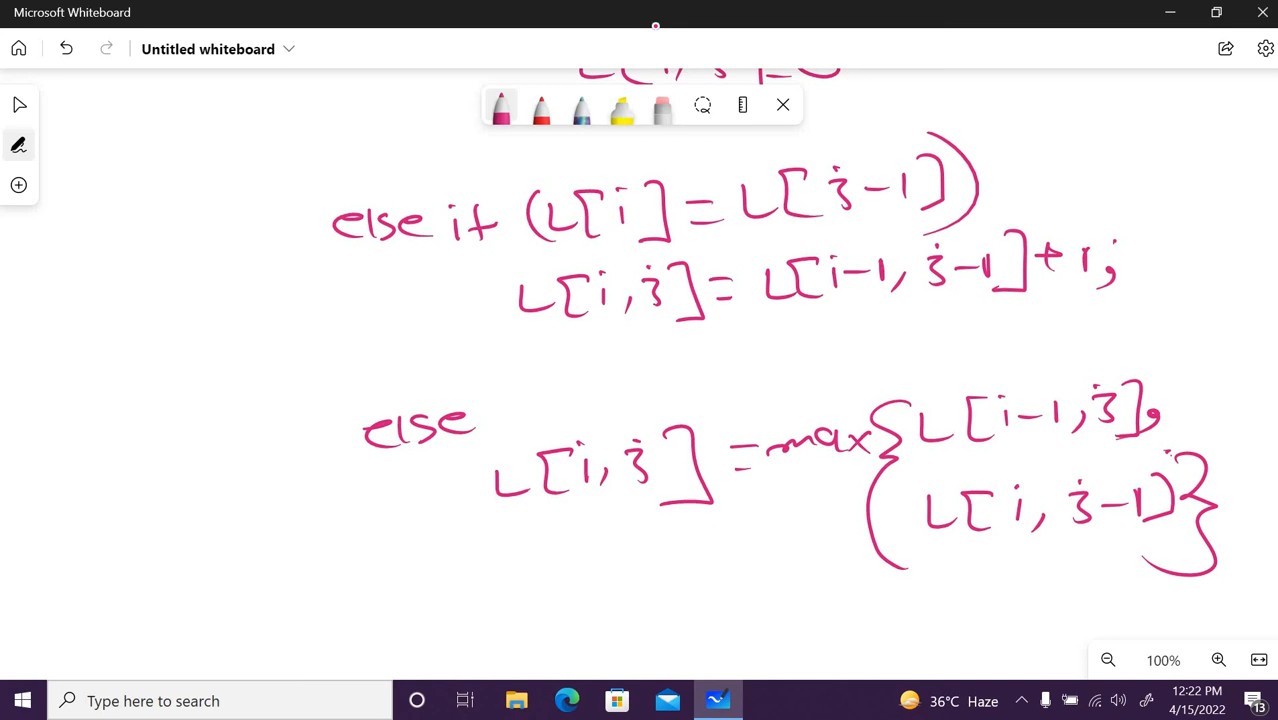 Microsoft Whiteboard
Untitled whiteboard
else if (L[i] = L[j-1])
L[i,j] = L[i-1, j-1] + 1;
else
L[i,j] = max{ L[i-1,j],
L[i, j-1] }
100%
Type here to search
36°C Haze
12:22 PM
4/15/2022
13